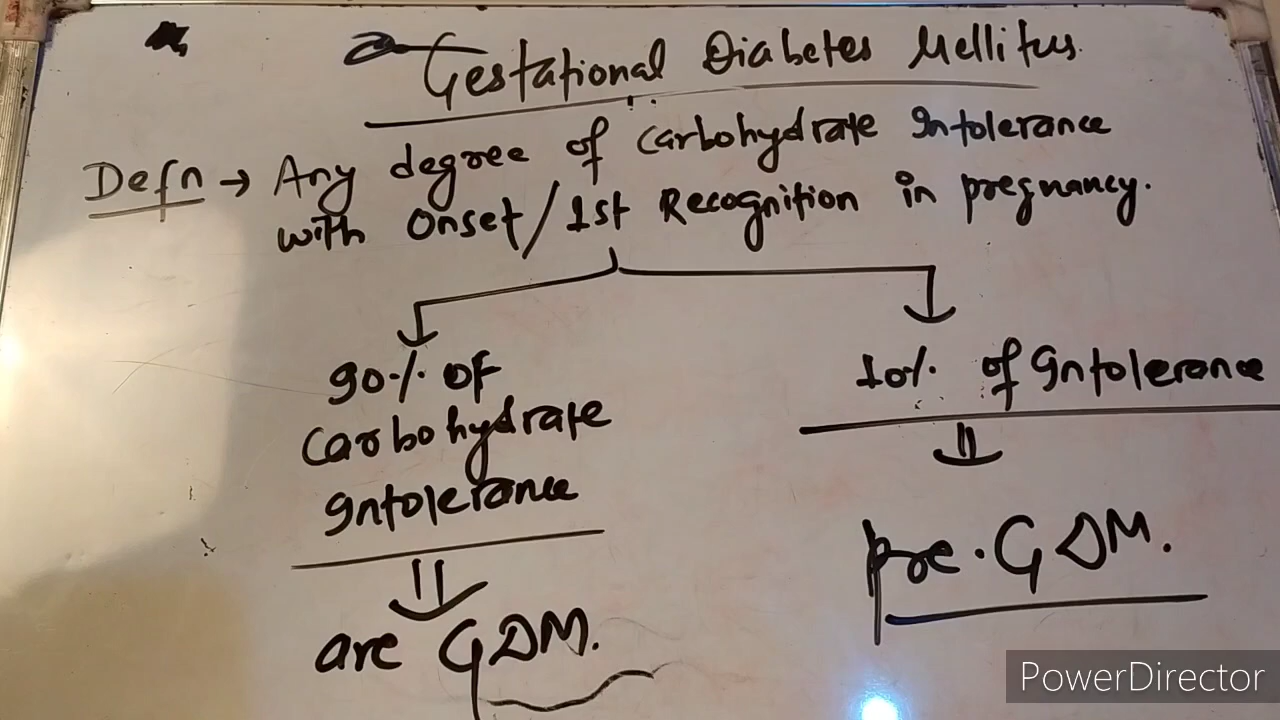 Gestational Diabetes Mellitus.
Defn → Any degree of Carbohydrate Intolerance
with Onset/1st Recognition in pregnancy.
90% of
Carbohydrate
Intolerance
are GDM.
10% of Intolerance
pre. GDM.
PowerDirector